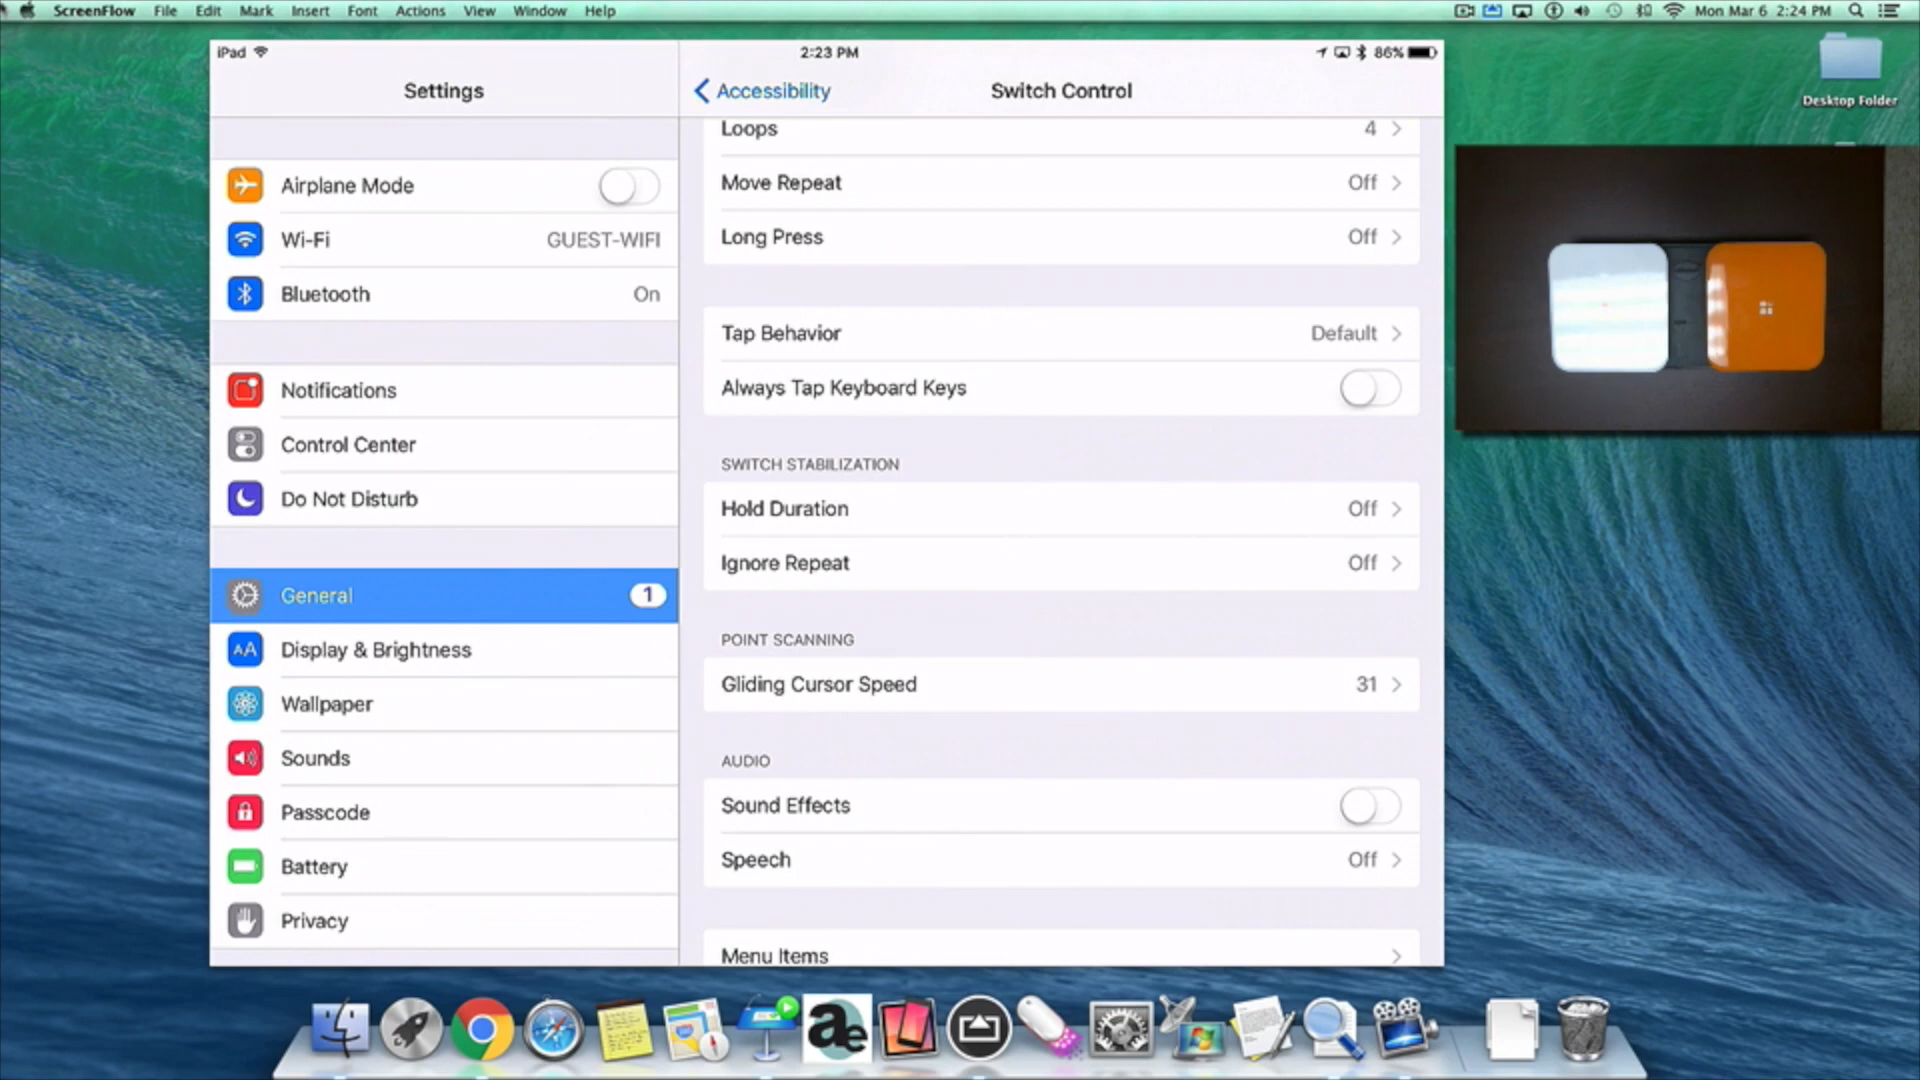 ScreenFlow File Edit Mark Insert Font Actions View Window Help
Mon Mar 6 2:24 PM
iPad
2:23 PM
86%
Settings
Accessibility
Switch Control
Airplane Mode
Wi-Fi GUEST-WIFI
Bluetooth On
Notifications
Control Center
Do Not Disturb
General 1
AA Display & Brightness
Wallpaper
Sounds
Passcode
Battery
Privacy
Loops 4
Move Repeat Off
Long Press Off
Tap Behavior Default
Always Tap Keyboard Keys
SWITCH STABILIZATION
Hold Duration Off
Ignore Repeat Off
POINT SCANNING
Gliding Cursor Speed 31
AUDIO
Sound Effects
Speech Off
Menu Items
Desktop Folder
ae